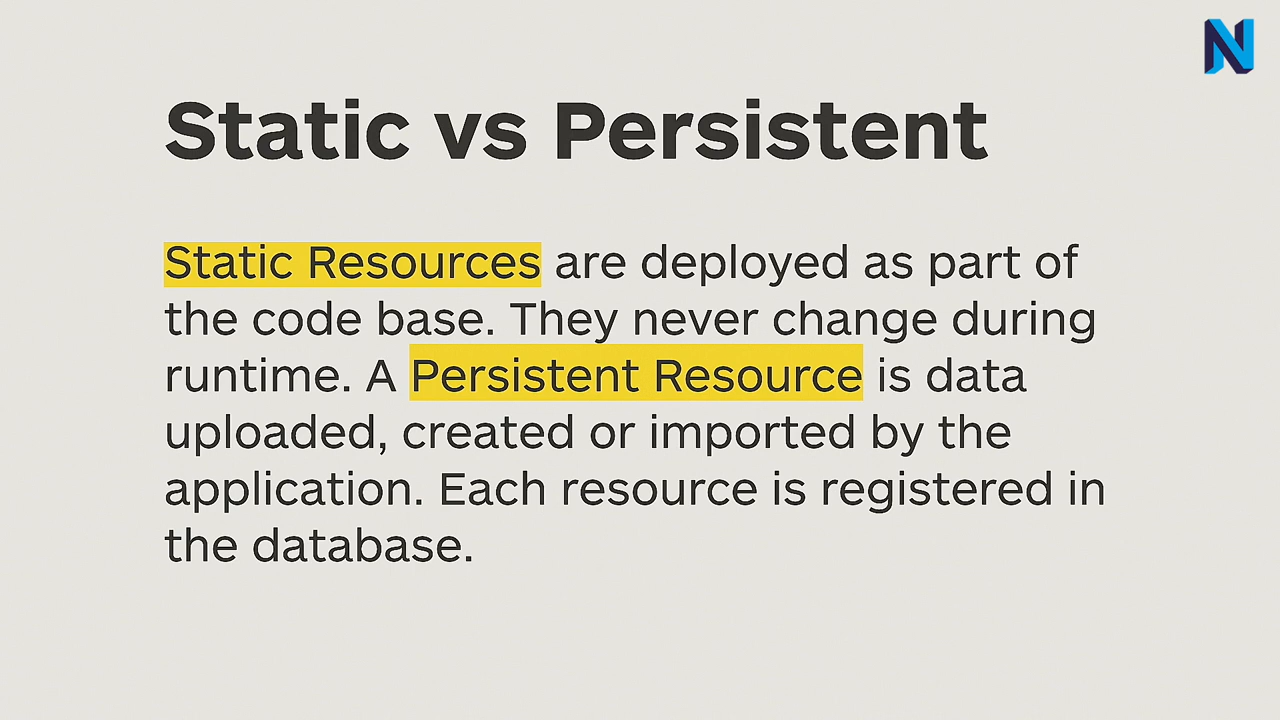 Static vs Persistent
Static Resources are deployed as part of
the code base. They never change during
runtime. A Persistent Resource is data
uploaded, created or imported by the
application. Each resource is registered in
the database.